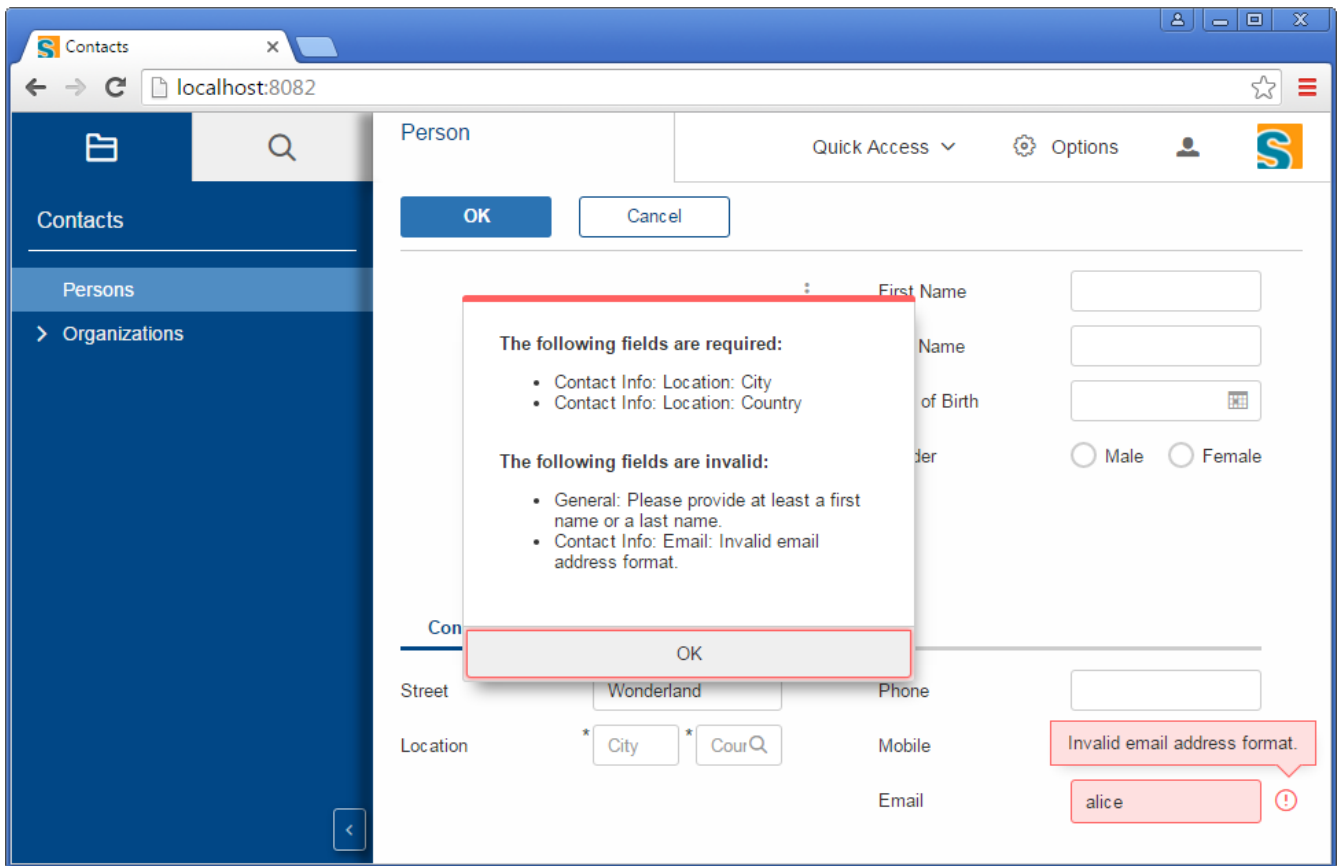 Contacts
localhost:8082
Person
Quick Access
Options
OK
Cancel
Contacts
Persons
Organizations
First Name
Name
of Birth
Male
Female
The following fields are required:
• Contact Info: Location: City
• Contact Info: Location: Country
The following fields are invalid:
• General: Please provide at least a first
name or a last name.
• Contact Info: Email: Invalid email
address format.
OK
Street
Wonderland
Phone
Location
* City
* Cour
Mobile
Invalid email address format.
Email
alice